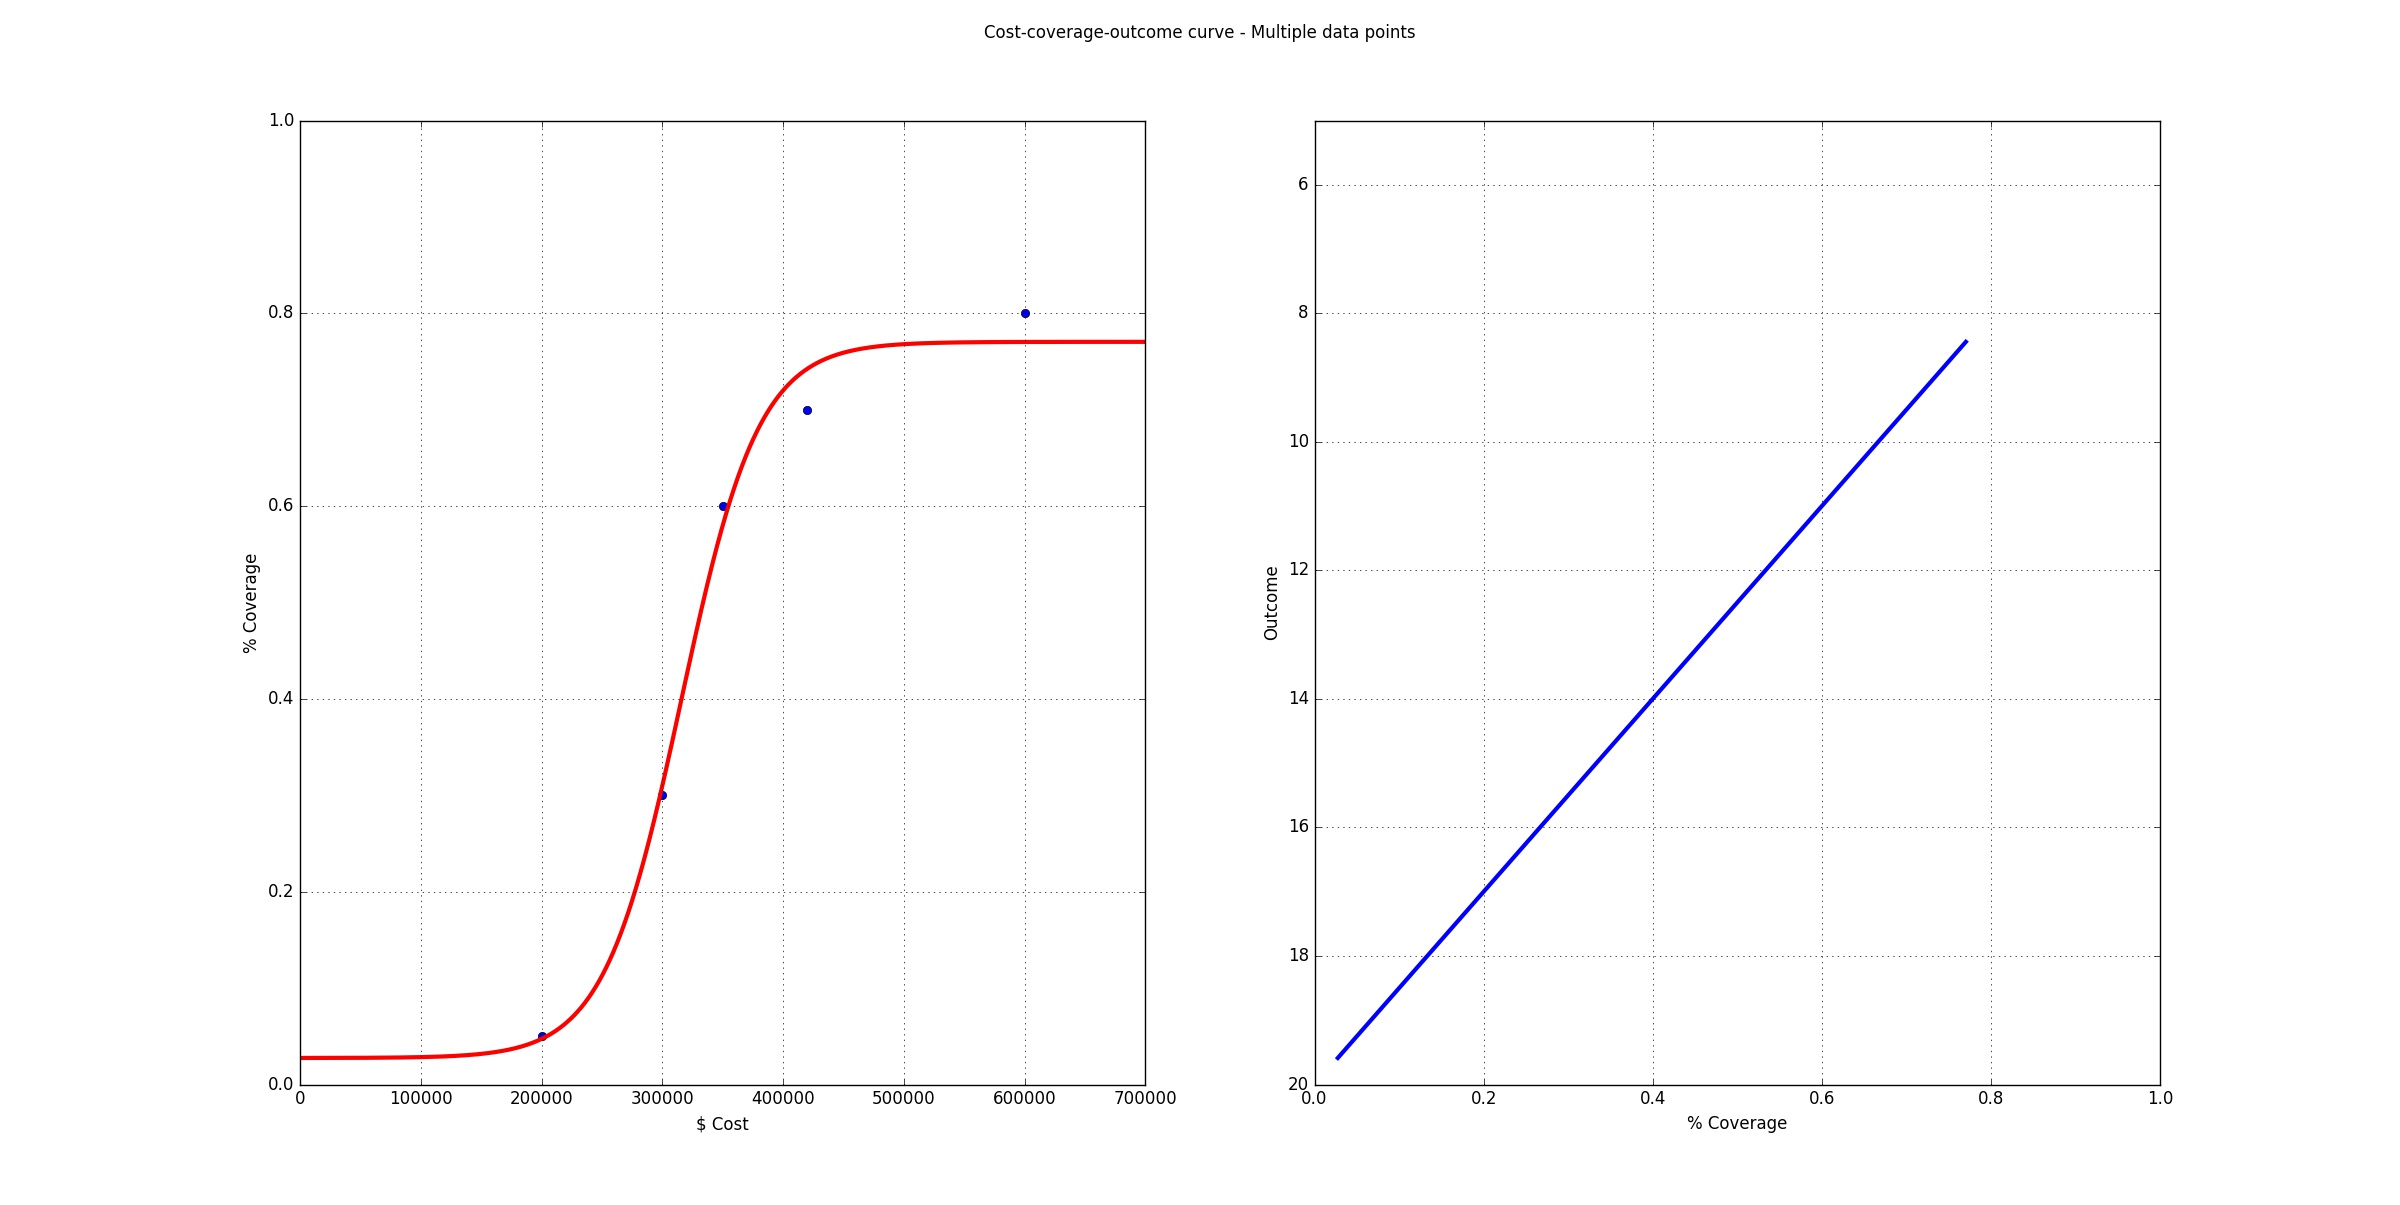 Cost-coverage-outcome curve - Multiple data points
1.0
0.8
0.6
0.4
0.2
0.0
% Coverage
0 100000 200000 300000 400000 500000 600000 700000
$ Cost
6
8
10
12
14
16
18
20
Outcome
0.0 0.2 0.4 0.6 0.8 1.0
% Coverage